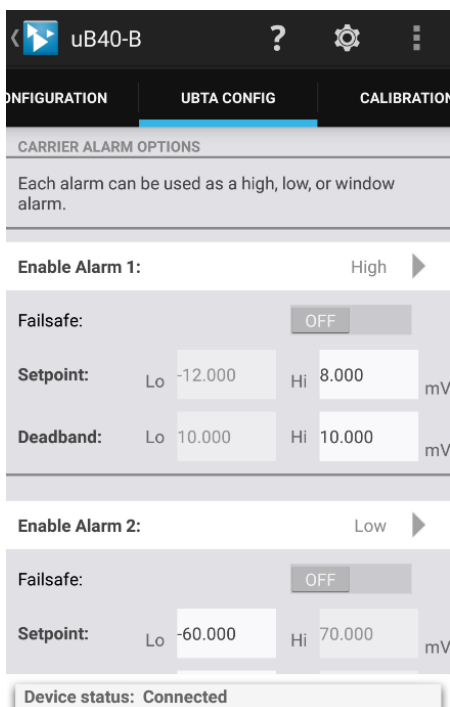 uB40-B ?
ONFIGURATION UBTA CONFIG CALIBRATION
CARRIER ALARM OPTIONS
Each alarm can be used as a high, low, or window
alarm.
Enable Alarm 1: High
Failsafe: OFF
Setpoint: Lo -12.000 Hi 8.000 mV
Deadband: Lo 10.000 Hi 10.000 mV
Enable Alarm 2: Low
Failsafe: OFF
Setpoint: Lo -60.000 Hi 70.000 mV
Device status: Connected